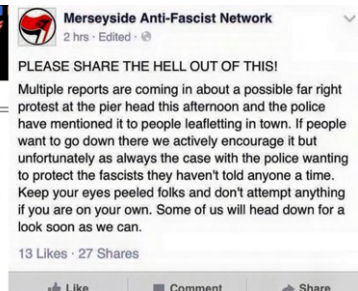 Merseyside Anti-Fascist Network
2 hrs · Edited ·
PLEASE SHARE THE HELL OUT OF THIS!
Multiple reports are coming in about a possible far right
protest at the pier head this afternoon and the police
have mentioned it to people leafletting in town. If people
want to go down there we actively encourage it but
unfortunately as always the case with the police wanting
to protect the fascists they haven't told anyone a time.
Keep your eyes peeled folks and don't attempt anything
if you are on your own. Some of us will head down for a
look soon as we can.
13 Likes · 27 Shares
Like Comment Share